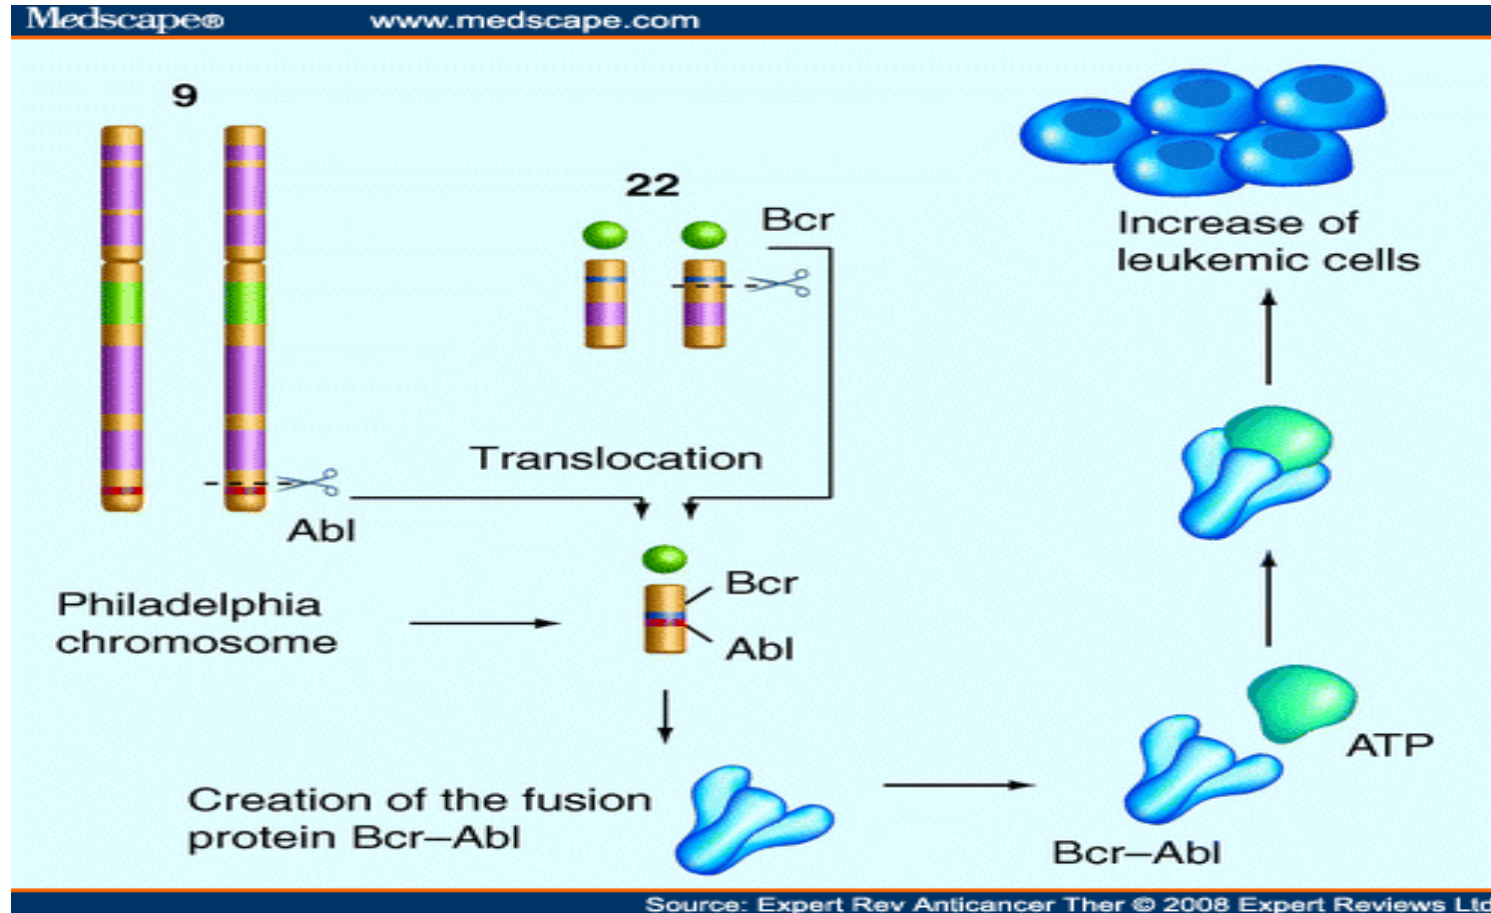 Medscape® www.medscape.com
9
22
Bcr
Increase of
leukemic cells
Translocation
Abl
Bcr
Philadelphia
chromosome
Abl
ATP
Creation of the fusion
protein Bcr–Abl
Bcr–Abl
Source: Expert Rev Anticancer Ther © 2008 Expert Reviews Ltd